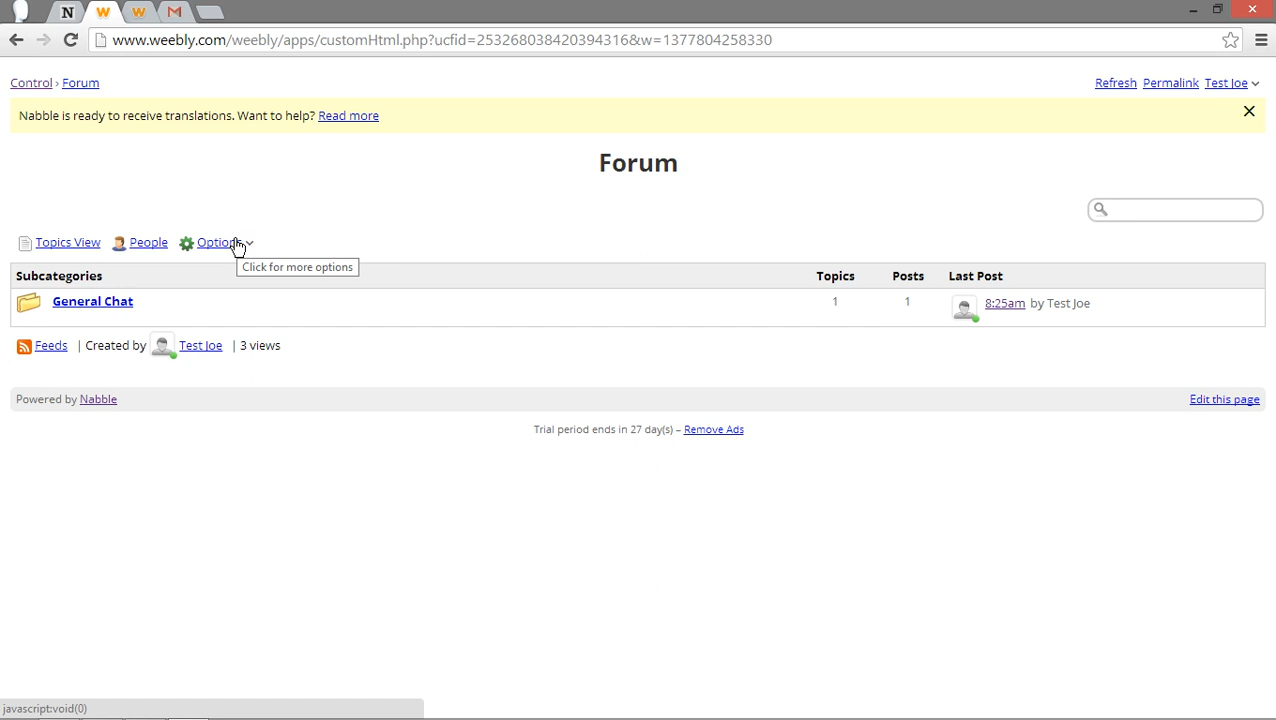 www.weebly.com/weebly/apps/customHtml.php?ucfid=253268038420394316&w=1377804258330
Control › Forum
Refresh Permalink Test Joe
Nabble is ready to receive translations. Want to help? Read more
Forum
Topics View People Options
Click for more options
Subcategories Topics Posts Last Post
General Chat 1 1 8:25am by Test Joe
Feeds | Created by Test Joe | 3 views
Powered by Nabble Edit this page
Trial period ends in 27 day(s) – Remove Ads
javascript:void(0)